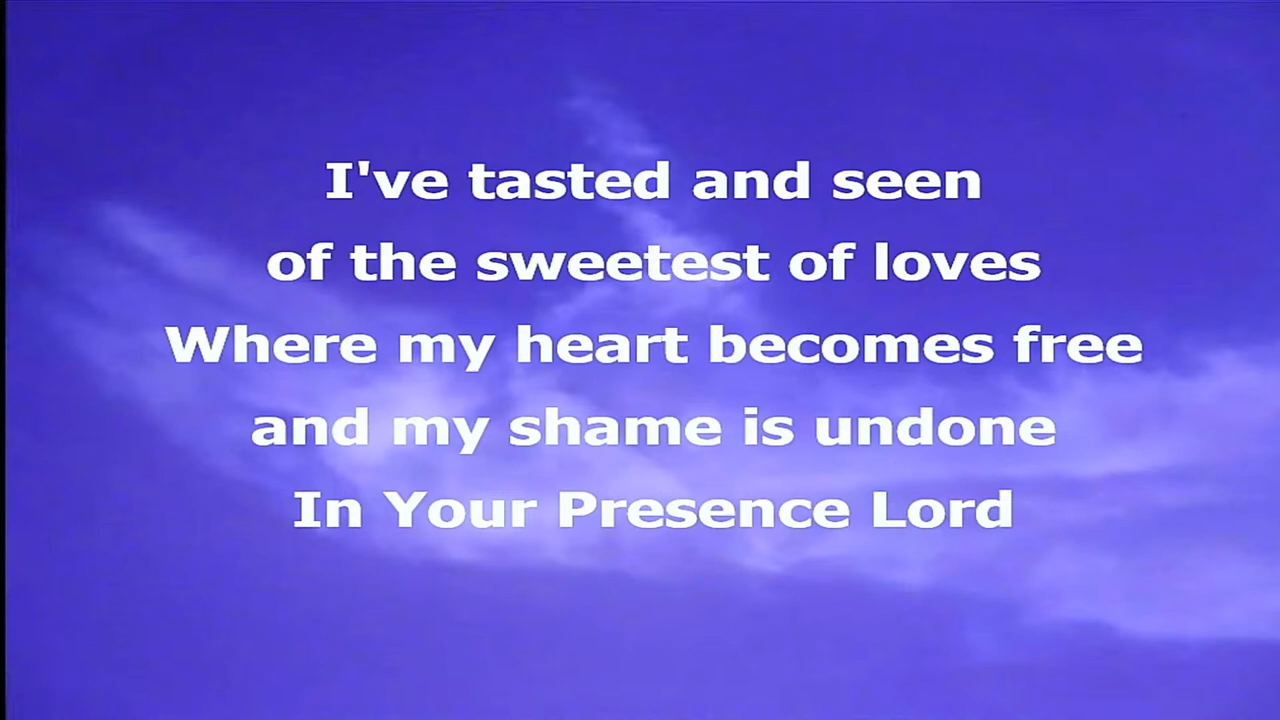 I've tasted and seen
of the sweetest of loves
Where my heart becomes free
and my shame is undone
In Your Presence Lord